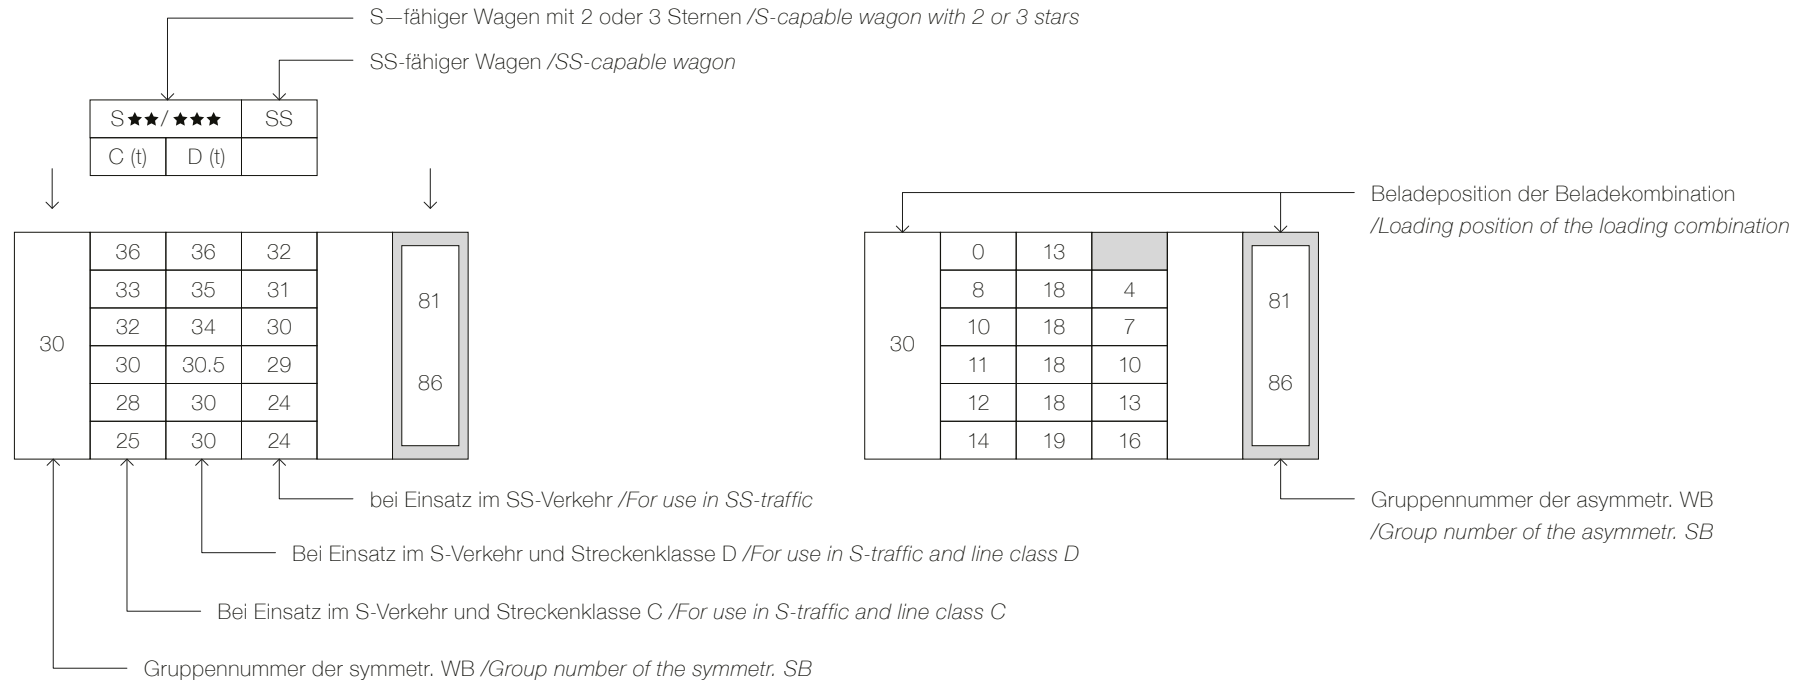 S—fähiger Wagen mit 2 oder 3 Sternen /S-capable wagon with 2 or 3 stars
SS-fähiger Wagen /SS-capable wagon
S★★/★★★ SS
C (t) D (t)
Beladeposition der Beladekombination
/Loading position of the loading combination
36 36 32
33 35 31
32 34 30
30 30.5 29
28 30 24
25 30 24
30
81
86
0 13
8 18 4
10 18 7
11 18 10
12 18 13
14 19 16
30
81
86
bei Einsatz im SS-Verkehr /For use in SS-traffic
Gruppennummer der asymmetr. WB
/Group number of the asymmetr. SB
Bei Einsatz im S-Verkehr und Streckenklasse D /For use in S-traffic and line class D
Bei Einsatz im S-Verkehr und Streckenklasse C /For use in S-traffic and line class C
Gruppennummer der symmetr. WB /Group number of the symmetr. SB